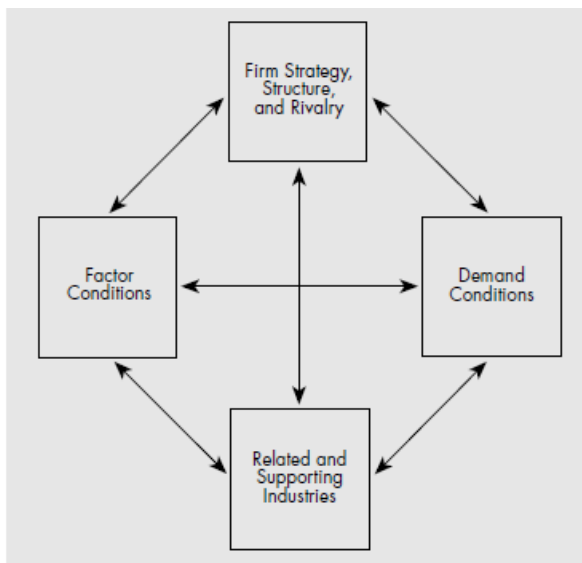 Firm Strategy,
Structure,
and Rivalry
Factor
Conditions
Demand
Conditions
Related and
Supporting
Industries